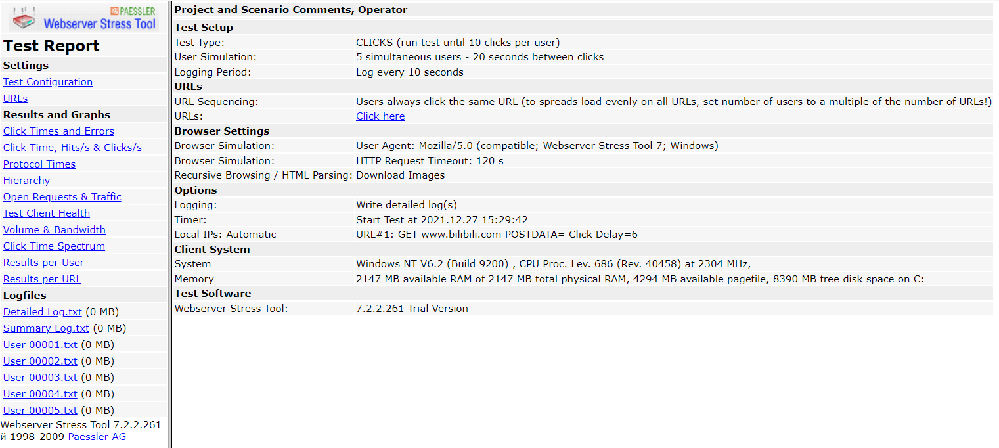 PAESSLER
Webserver Stress Tool
Test Report
Settings
Test Configuration
URLs
Results and Graphs
Click Times and Errors
Click Time, Hits/s & Clicks/s
Protocol Times
Hierarchy
Open Requests & Traffic
Test Client Health
Volume & Bandwidth
Click Time Spectrum
Results per User
Results per URL
Logfiles
Detailed Log.txt (0 MB)
Summary Log.txt (0 MB)
User 00001.txt (0 MB)
User 00002.txt (0 MB)
User 00003.txt (0 MB)
User 00004.txt (0 MB)
User 00005.txt (0 MB)
Webserver Stress Tool 7.2.2.261
й 1998-2009 Paessler AG
Project and Scenario Comments, Operator
Test Setup
Test Type: CLICKS (run test until 10 clicks per user)
User Simulation: 5 simultaneous users - 20 seconds between clicks
Logging Period: Log every 10 seconds
URLs
URL Sequencing: Users always click the same URL (to spreads load evenly on all URLs, set number of users to a multiple of the number of URLs!)
URLs: Click here
Browser Settings
Browser Simulation: User Agent: Mozilla/5.0 (compatible; Webserver Stress Tool 7; Windows)
Browser Simulation: HTTP Request Timeout: 120 s
Recursive Browsing / HTML Parsing: Download Images
Options
Logging: Write detailed log(s)
Timer: Start Test at 2021.12.27 15:29:42
Local IPs: Automatic URL#1: GET www.bilibili.com POSTDATA= Click Delay=6
Client System
System Windows NT V6.2 (Build 9200) , CPU Proc. Lev. 686 (Rev. 40458) at 2304 MHz,
Memory 2147 MB available RAM of 2147 MB total physical RAM, 4294 MB available pagefile, 8390 MB free disk space on C:
Test Software
Webserver Stress Tool: 7.2.2.261 Trial Version